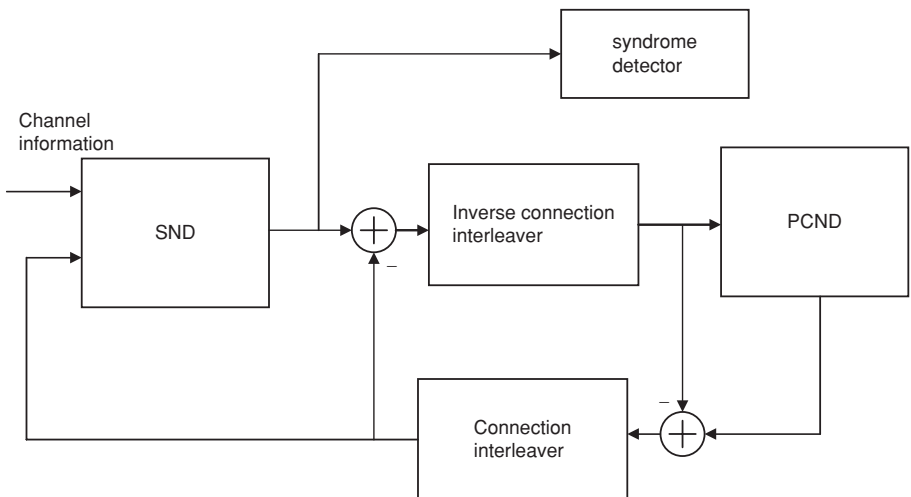 syndrome
detector
Channel
information
SND
Inverse connection
interleaver
PCND
–
–
Connection
interleaver